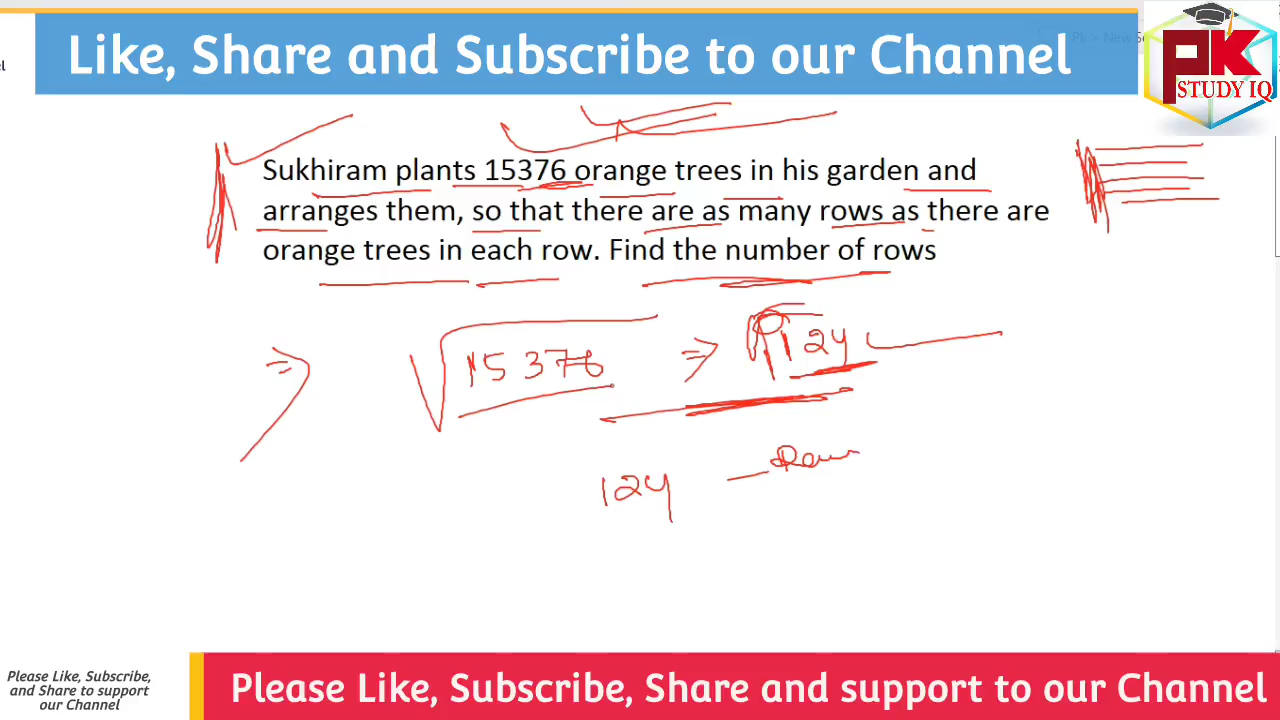 Like, Share and Subscribe to our Channel
PK
STUDY IQ
Sukhiram plants 15376 orange trees in his garden and
arranges them, so that there are as many rows as there are
orange trees in each row. Find the number of rows
⇒ √15376 ⇒ 124
124 — Row
Please Like, Subscribe,
and Share to support
our Channel
Please Like, Subscribe, Share and support to our Channel